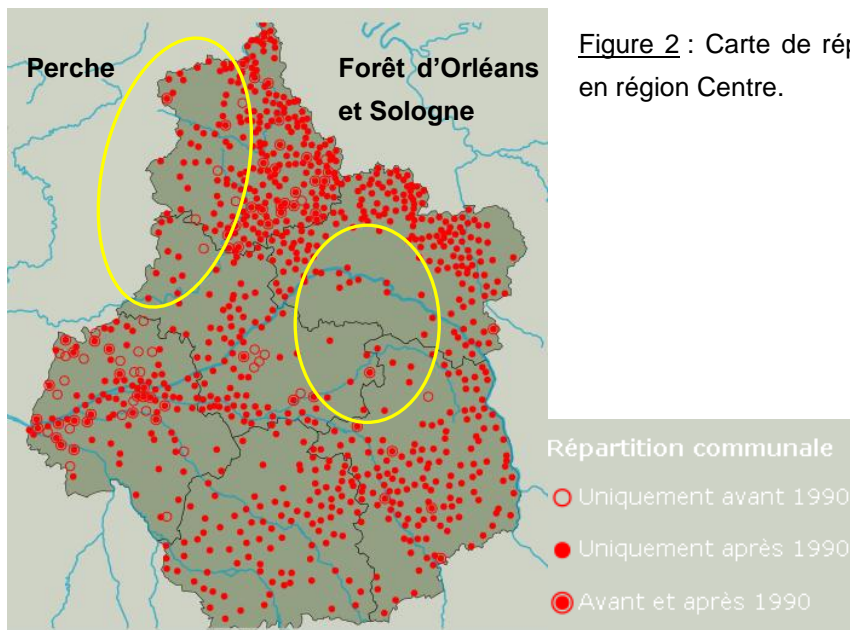 Perche
Forêt d’Orléans
et Sologne
Figure 2 : Carte de rép
en région Centre.
Répartition communale
Uniquement avant 1990
Uniquement après 1990
Avant et après 1990